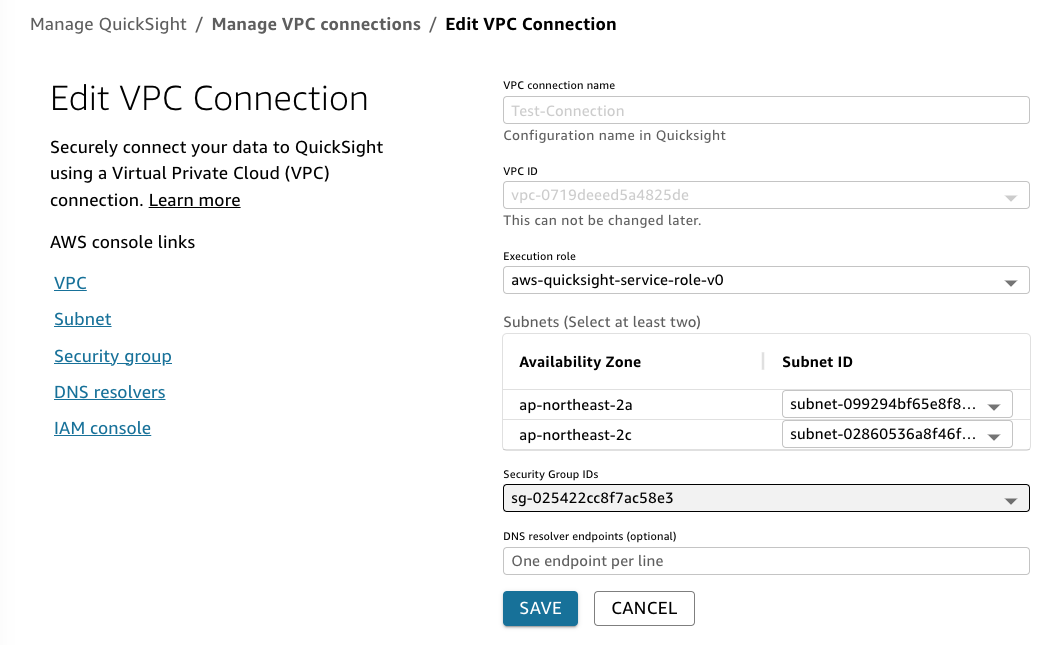 Manage QuickSight / Manage VPC connections / Edit VPC Connection
Edit VPC Connection
Securely connect your data to QuickSight
using a Virtual Private Cloud (VPC)
connection. Learn more
AWS console links
VPC
Subnet
Security group
DNS resolvers
IAM console
VPC connection name
Test-Connection
Configuration name in Quicksight
VPC ID
vpc-0719deeed5a4825de
This can not be changed later.
Execution role
aws-quicksight-service-role-v0
Subnets (Select at least two)
Availability Zone | Subnet ID
ap-northeast-2a subnet-099294bf65e8f8...
ap-northeast-2c subnet-02860536a8f46f...
Security Group IDs
sg-025422cc8f7ac58e3
DNS resolver endpoints (optional)
One endpoint per line
SAVE CANCEL